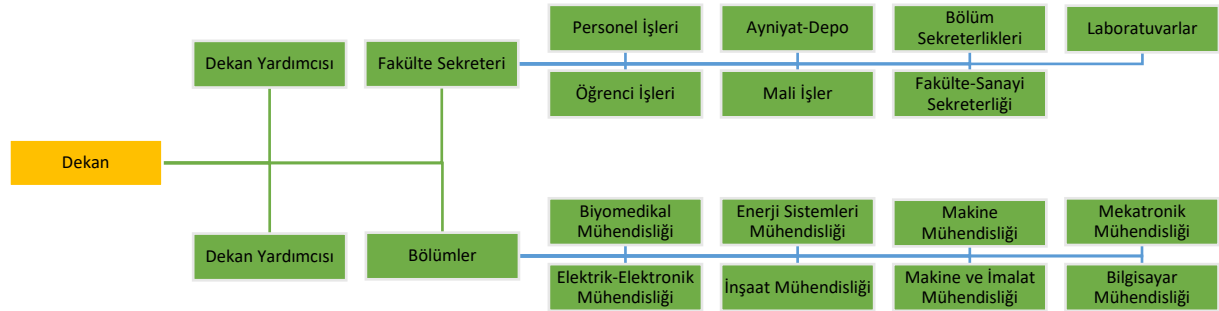 Personel İşleri
Ayniyat-Depo
Bölüm
Sekreterlikleri
Laboratuvarlar
Dekan Yardımcısı
Fakülte Sekreteri
Öğrenci İşleri
Mali İşler
Fakülte-Sanayi
Sekreterliği
Dekan
Dekan Yardımcısı
Bölümler
Biyomedikal
Mühendisliği
Enerji Sistemleri
Mühendisliği
Makine
Mühendisliği
Mekatronik
Mühendisliği
Elektrik-Elektronik
Mühendisliği
İnşaat Mühendisliği
Makine ve İmalat
Mühendisliği
Bilgisayar
Mühendisliği